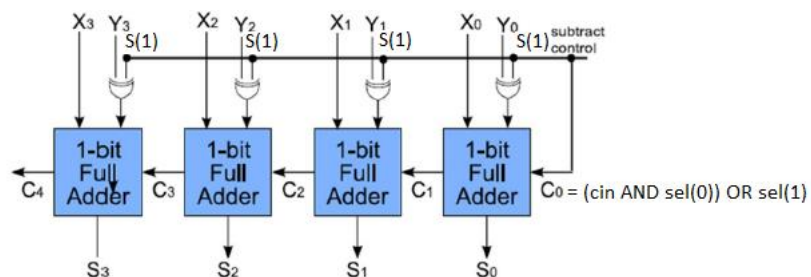 X3 Y3 S(1) X2 Y2 S(1) X1 Y1 S(1) X0 Y0 S(1) subtract
control
1-bit 1-bit 1-bit 1-bit
Full Full Full Full
C4 Adder C3 Adder C2 Adder C1 Adder C0 = (cin AND sel(0)) OR sel(1)
S3 S2 S1 S0